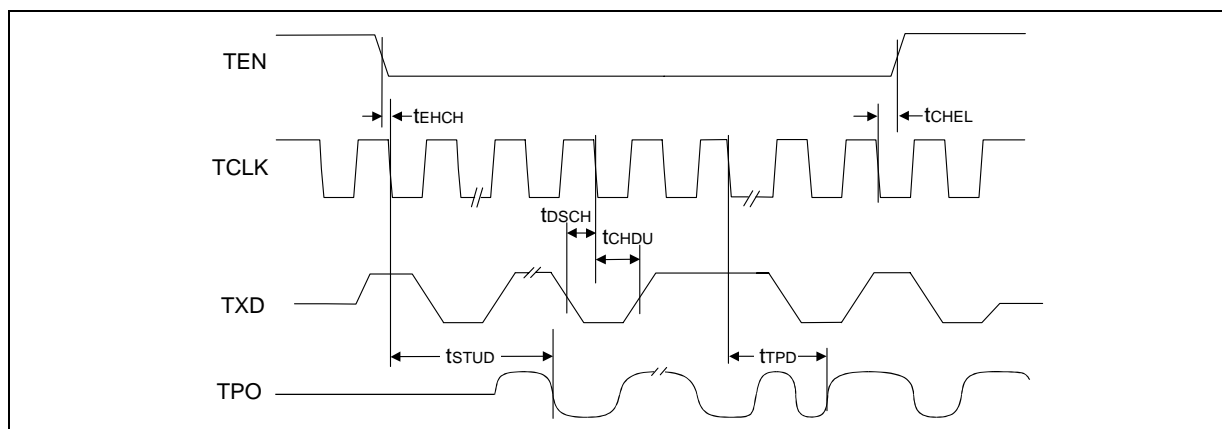 TEN
tEHCH
tCHEL
TCLK
tDSCH
tCHDU
TXD
tSTUD
tTPD
TPO